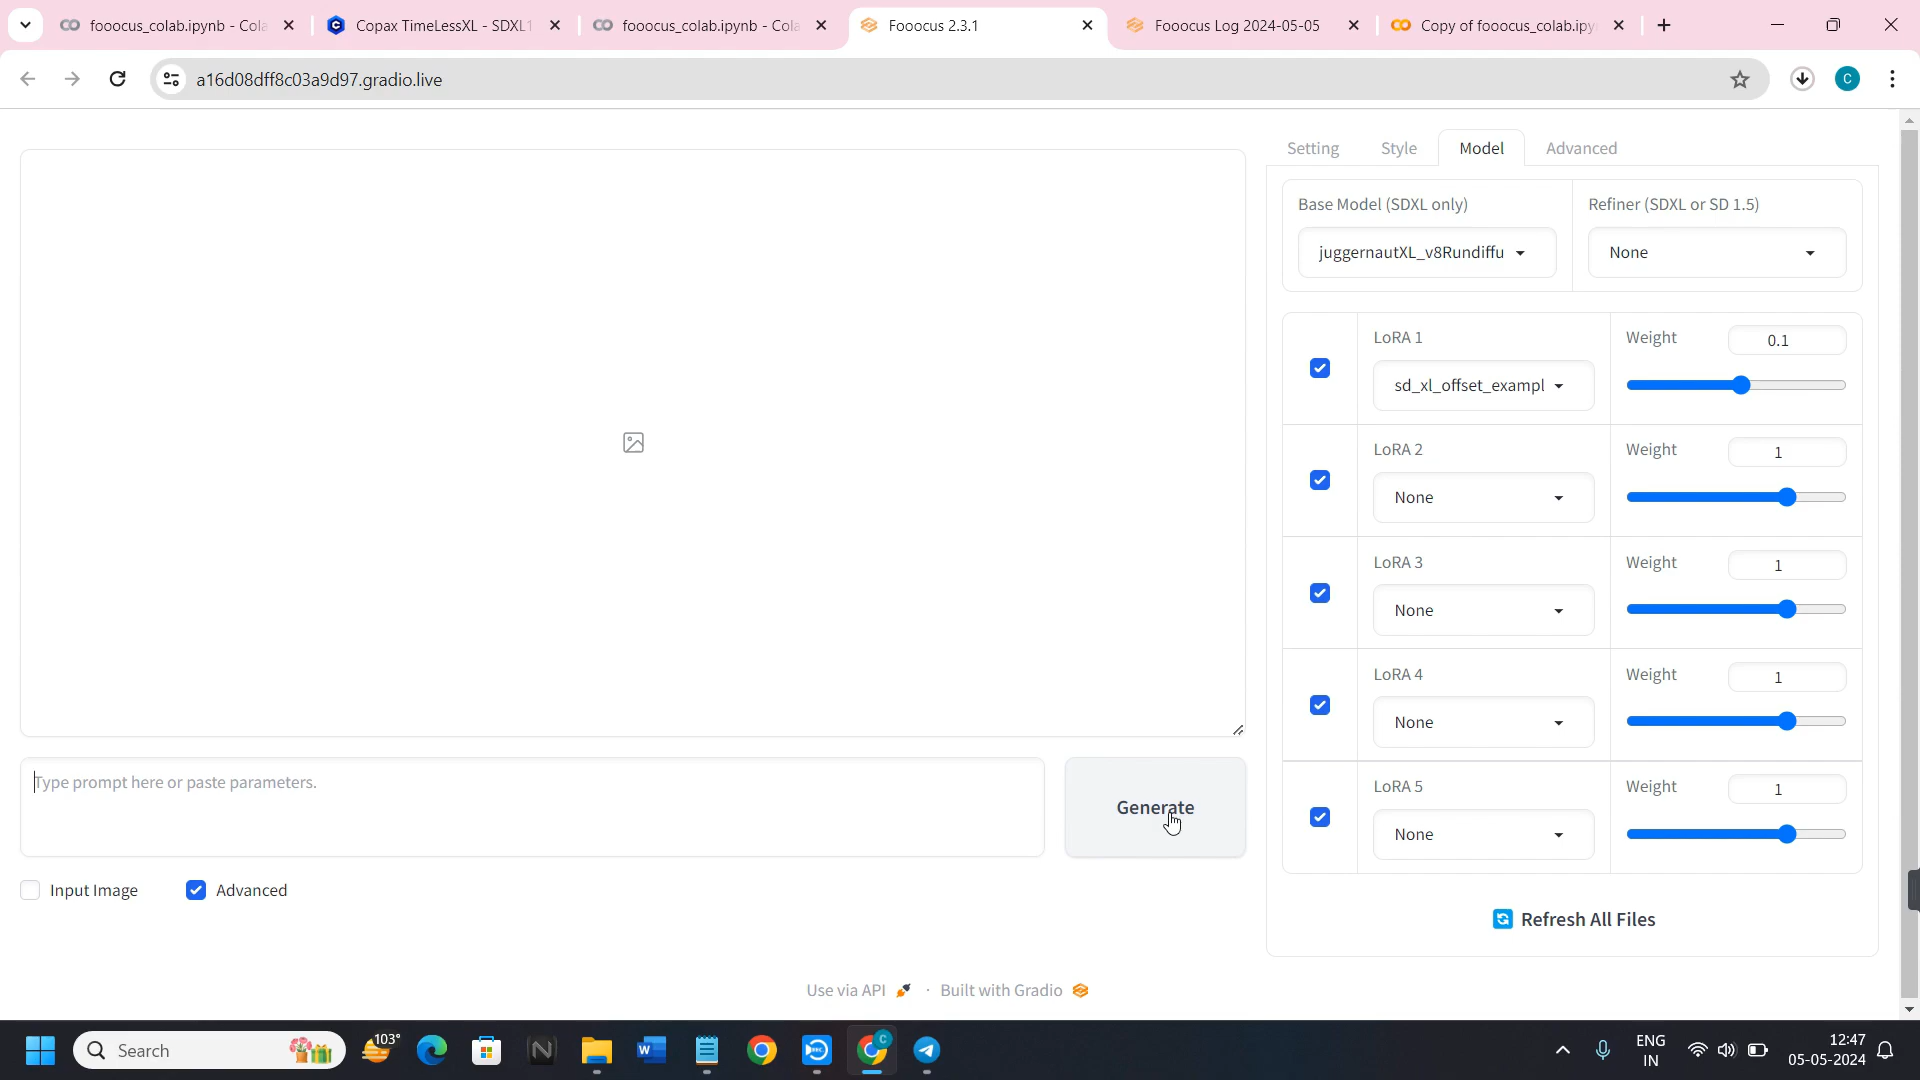 fooocus_colab.ipynb - Cola
Copax TimeLessXL - SDXL1
fooocus_colab.ipynb - Cola
Fooocus 2.3.1
Fooocus Log 2024-05-05
Copy of fooocus_colab.ipy
a16d08dff8c03a9d97.gradio.live
C
Setting
Style
Model
Advanced
Base Model (SDXL only)
juggernautXL_v8Rundiffu
Refiner (SDXL or SD 1.5)
None
LoRA 1
sd_xl_offset_exampl
Weight
0.1
LoRA 2
None
Weight
1
LoRA 3
None
Weight
1
LoRA 4
None
Weight
1
LoRA 5
None
Weight
1
Refresh All Files
Type prompt here or paste parameters.
Generate
Input Image
Advanced
Use via API
·
Built with Gradio
Search
103°
C
ENG
IN
12:47
05-05-2024